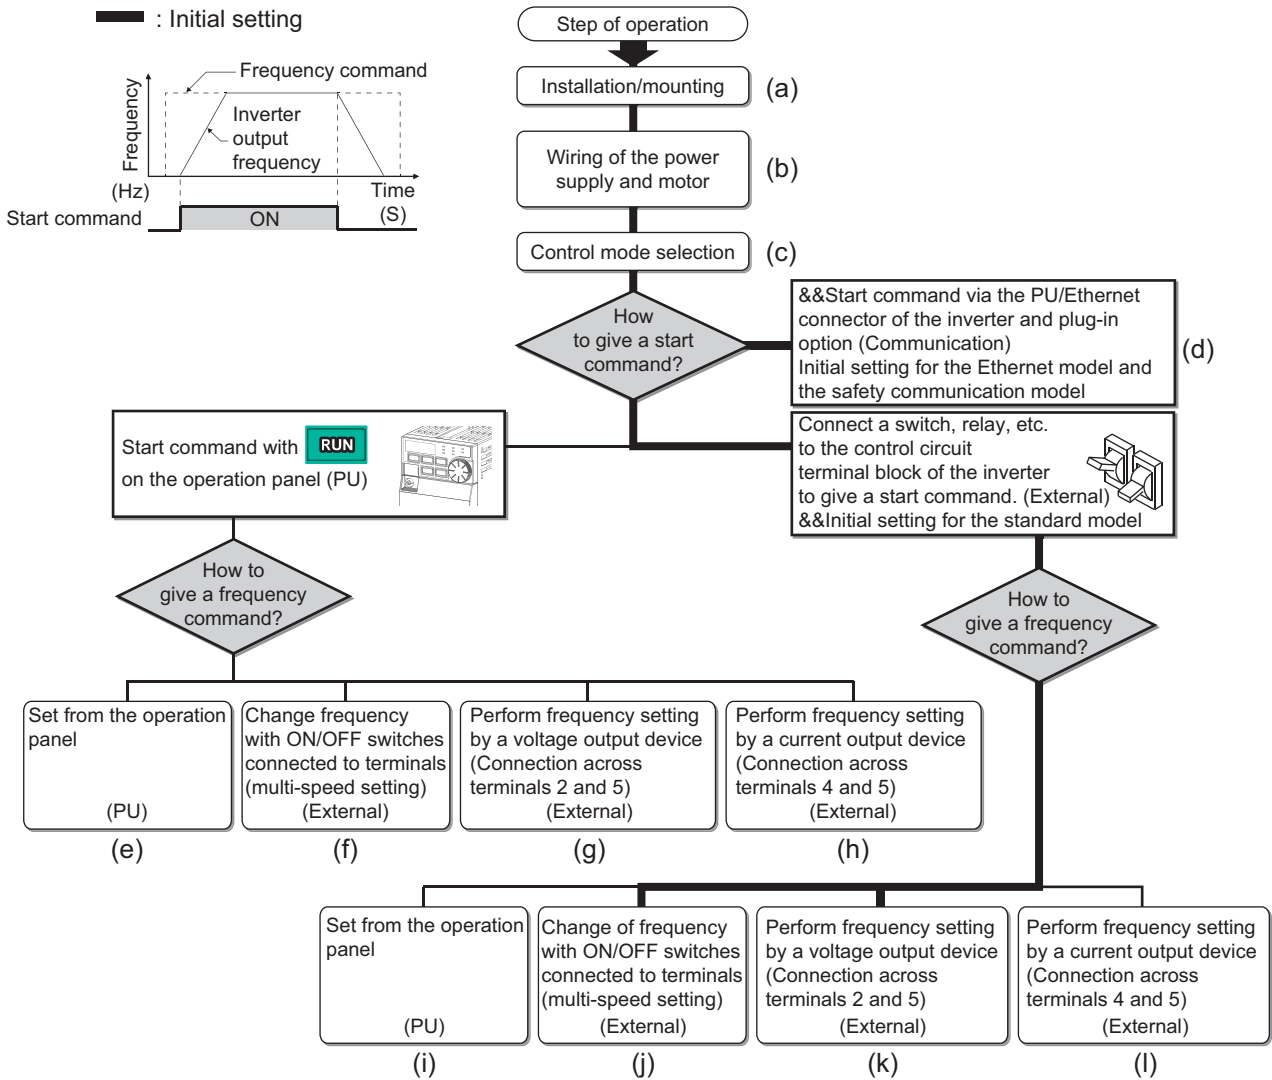 : Initial setting
Frequency command
Inverter
output
frequency
Frequency
(Hz)
Time
(S)
Start command
ON
Step of operation
Installation/mounting
(a)
Wiring of the power
supply and motor
(b)
Control mode selection
(c)
How
to give a start
command?
&&Start command via the PU/Ethernet
connector of the inverter and plug-in
option (Communication)
Initial setting for the Ethernet model and
the safety communication model
(d)
Start command with RUN
on the operation panel (PU)
Connect a switch, relay, etc.
to the control circuit
terminal block of the inverter
to give a start command. (External)
&&Initial setting for the standard model
How to
give a frequency
command?
How to
give a frequency
command?
Set from the operation
panel
(PU)
(e)
Change frequency
with ON/OFF switches
connected to terminals
(multi-speed setting)
(External)
(f)
Perform frequency setting
by a voltage output device
(Connection across
terminals 2 and 5)
(External)
(g)
Perform frequency setting
by a current output device
(Connection across
terminals 4 and 5)
(External)
(h)
Set from the operation
panel
(PU)
(i)
Change of frequency
with ON/OFF switches
connected to terminals
(multi-speed setting)
(External)
(j)
Perform frequency setting
by a voltage output device
(Connection across
terminals 2 and 5)
(External)
(k)
Perform frequency setting
by a current output device
(Connection across
terminals 4 and 5)
(External)
(l)